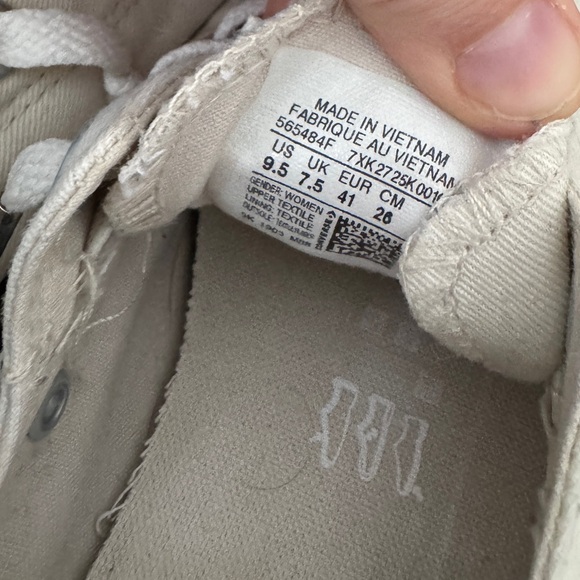 MADE IN VIETNAM
FABRIQUE AU VIETNAM
565484F 7XK2725K001
US UK EUR CM
9.5 7.5 41 26
GENDER: WOMEN
UPPER: TEXTILE
LINING: TEXTILE
CONVERSE